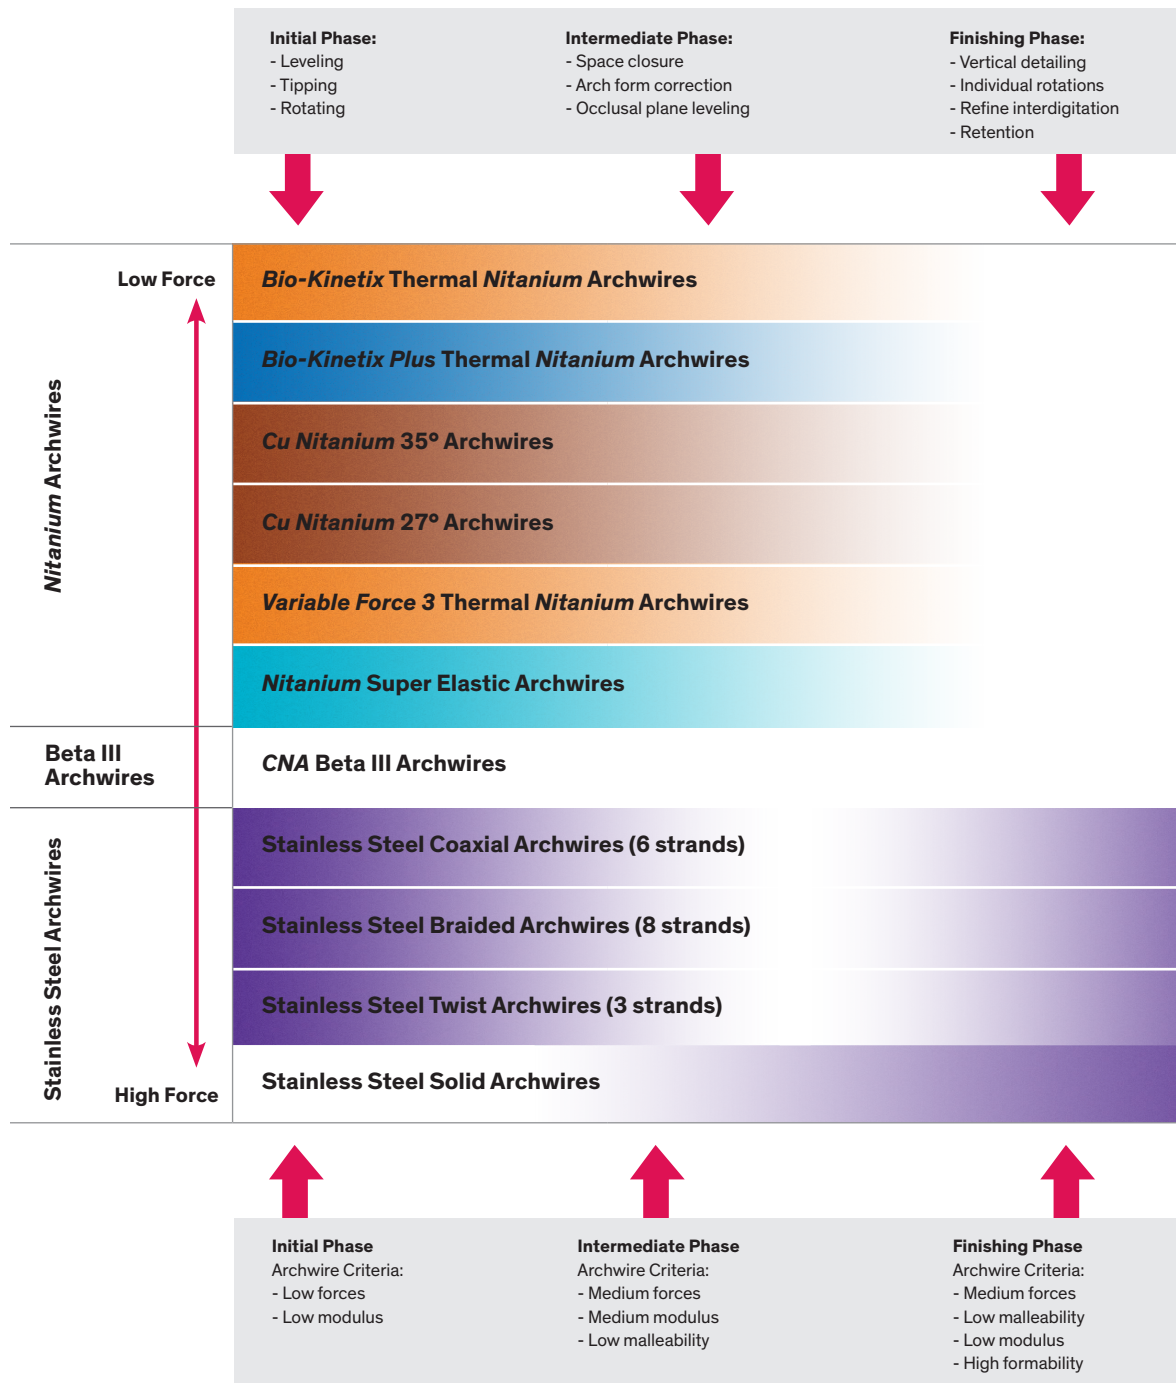 Initial Phase:
- Leveling
- Tipping
- Rotating
Intermediate Phase:
- Space closure
- Arch form correction
- Occlusal plane leveling
Finishing Phase:
- Vertical detailing
- Individual rotations
- Refine interdigitation
- Retention
Nitanium Archwires
Low Force
Bio-Kinetix Thermal Nitanium Archwires
Bio-Kinetix Plus Thermal Nitanium Archwires
Cu Nitanium 35° Archwires
Cu Nitanium 27° Archwires
Variable Force 3 Thermal Nitanium Archwires
Nitanium Super Elastic Archwires
Beta III
Archwires
CNA Beta III Archwires
Stainless Steel Archwires
Stainless Steel Coaxial Archwires (6 strands)
Stainless Steel Braided Archwires (8 strands)
Stainless Steel Twist Archwires (3 strands)
Stainless Steel Solid Archwires
High Force
Initial Phase
Archwire Criteria:
- Low forces
- Low modulus
Intermediate Phase
Archwire Criteria:
- Medium forces
- Medium modulus
- Low malleability
Finishing Phase
Archwire Criteria:
- Medium forces
- Low malleability
- Low modulus
- High formability